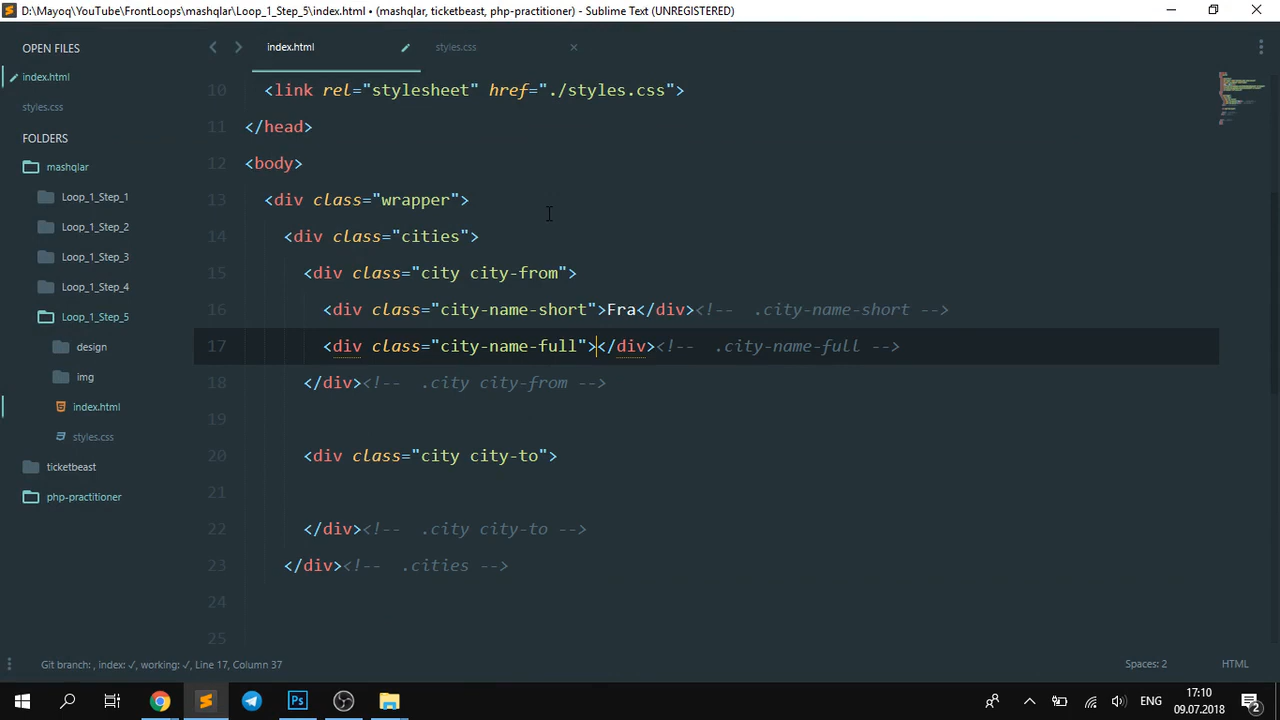 D:\Mayoq\YouTube\FrontLoops\mashqlar\Loop_1_Step_5\index.html • (mashqlar, ticketbeast, php-practitioner) - Sublime Text (UNREGISTERED)
OPEN FILES
index.html
styles.css
FOLDERS
mashqlar
Loop_1_Step_1
Loop_1_Step_2
Loop_1_Step_3
Loop_1_Step_4
Loop_1_Step_5
design
img
index.html
styles.css
ticketbeast
php-practitioner
index.html
styles.css
10 <link rel="stylesheet" href="./styles.css">
11 </head>
12 <body>
13 <div class="wrapper">
14 <div class="cities">
15 <div class="city city-from">
16 <div class="city-name-short">Fra</div><!--  .city-name-short -->
17 <div class="city-name-full"></div><!--  .city-name-full -->
18 </div><!--  .city city-from -->
19
20 <div class="city city-to">
21
22 </div><!--  .city city-to -->
23 </div><!--  .cities -->
24
25
Git branch: , index: ✓, working: ✓, Line 17, Column 37
Spaces: 2
HTML
Ps
ENG
17:10
09.07.2018
2